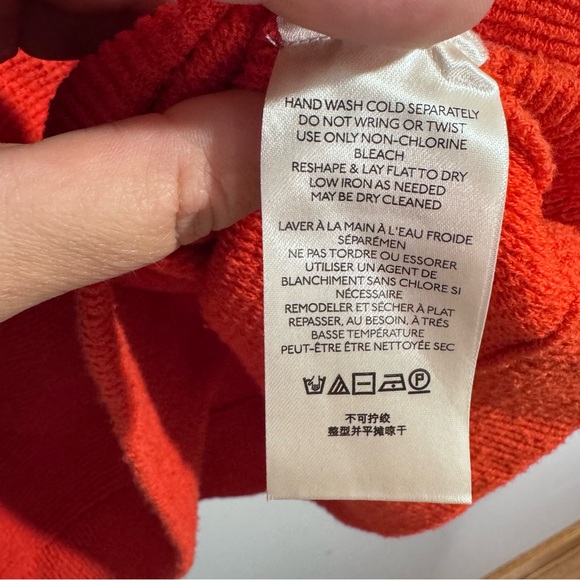 HAND WASH COLD SEPARATELY
DO NOT WRING OR TWIST
USE ONLY NON-CHLORINE
BLEACH
RESHAPE & LAY FLAT TO DRY
LOW IRON AS NEEDED
MAY BE DRY CLEANED
LAVER À LA MAIN À L'EAU FROIDE
SÉPARÉMEN
NE PAS TORDRE OU ESSORER
UTILISER UN AGENT DE
BLANCHIMENT SANS CHLORE SI
NÉCESSAIRE
REMODELER ET SÉCHER À PLAT
REPASSER, AU BESOIN, À TRÉS
BASSE TEMPÉRATURE
PEUT-ÊTRE ÊTRE NETTOYÉE SEC
P
不可拧绞
整型并平摊晾干